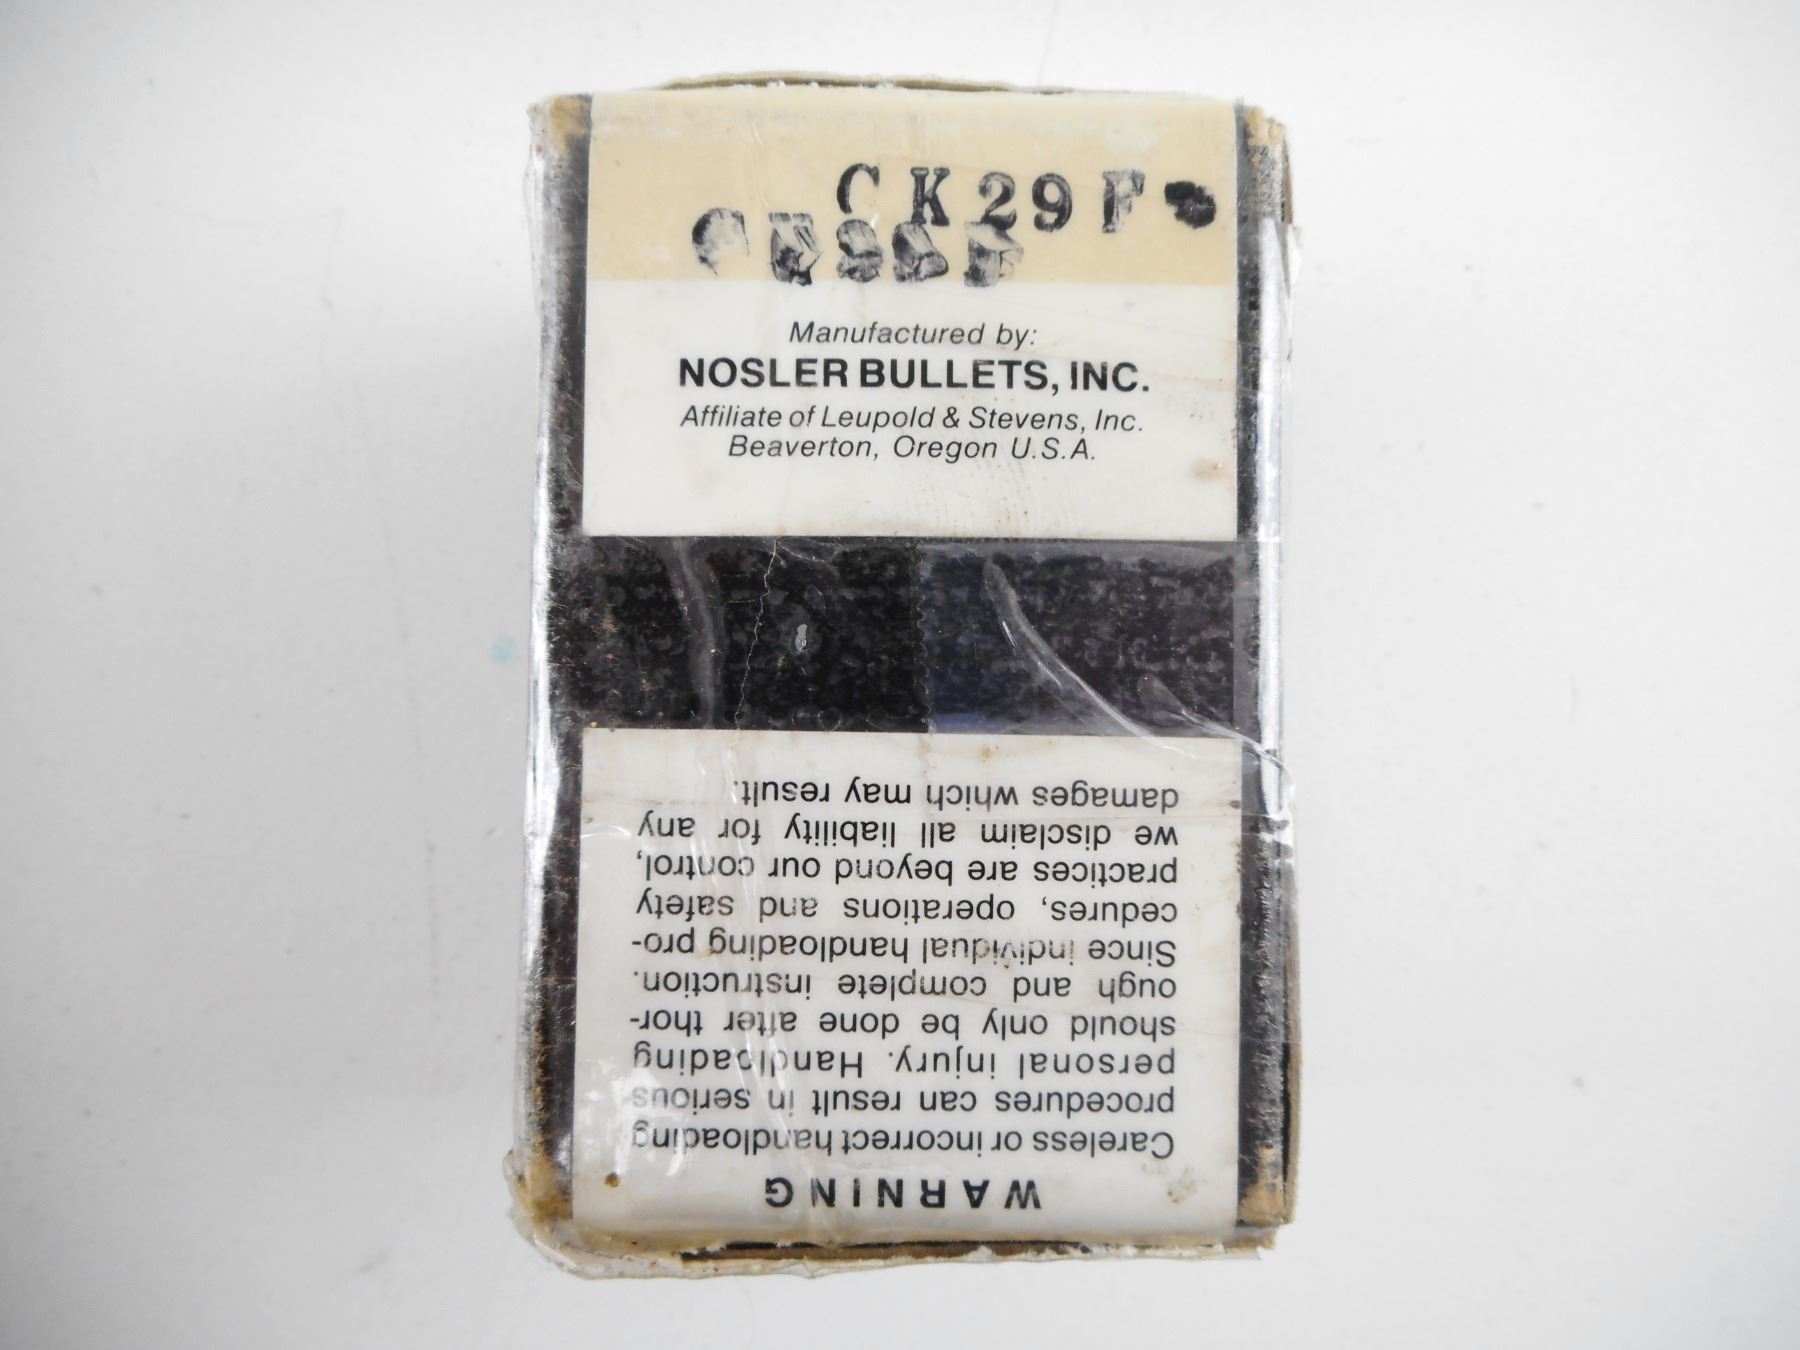 CK29F
Manufactured by:
NOSLER BULLETS, INC.
Affiliate of Leupold & Stevens, Inc.
Beaverton, Oregon U.S.A.
WARNING
Careless or incorrect handloading
procedures can result in serious
personal injury. Handloading
should only be done after thor-
ough and complete instruction.
Since individual handloading pro-
cedures, operations and safety
practices are beyond our control,
we disclaim all liability for any
damages which may result.